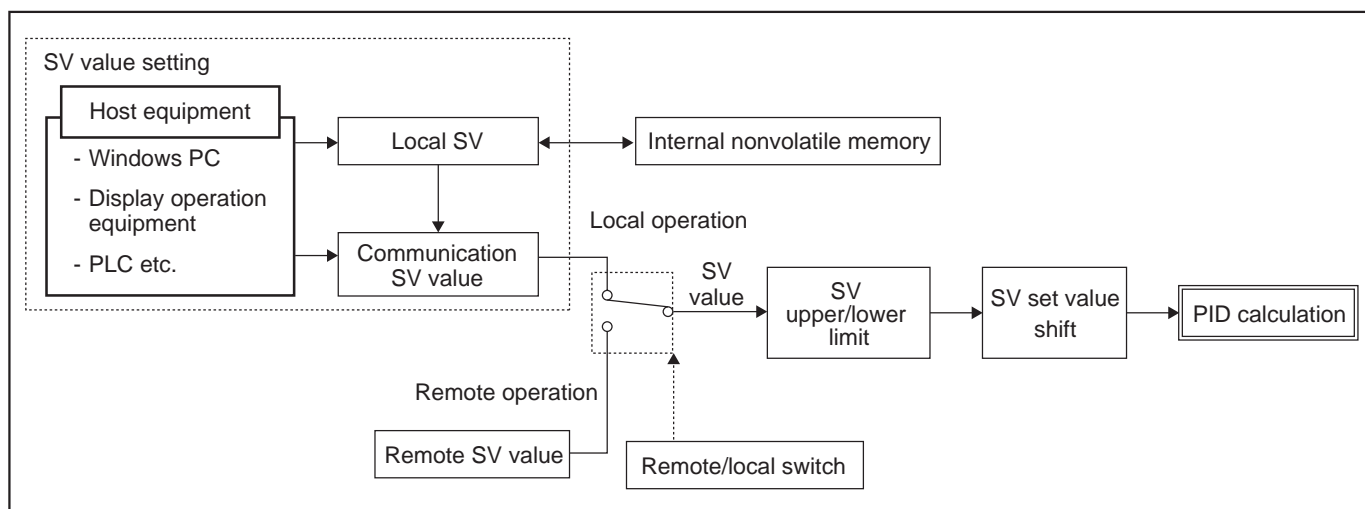 SV value setting
Host equipment
- Windows PC
- Display operation
equipment
- PLC etc.
Local SV
Internal nonvolatile memory
Communication
SV value
Local operation
SV
value
SV
upper/lower
limit
SV set value
shift
PID calculation
Remote operation
Remote SV value
Remote/local switch